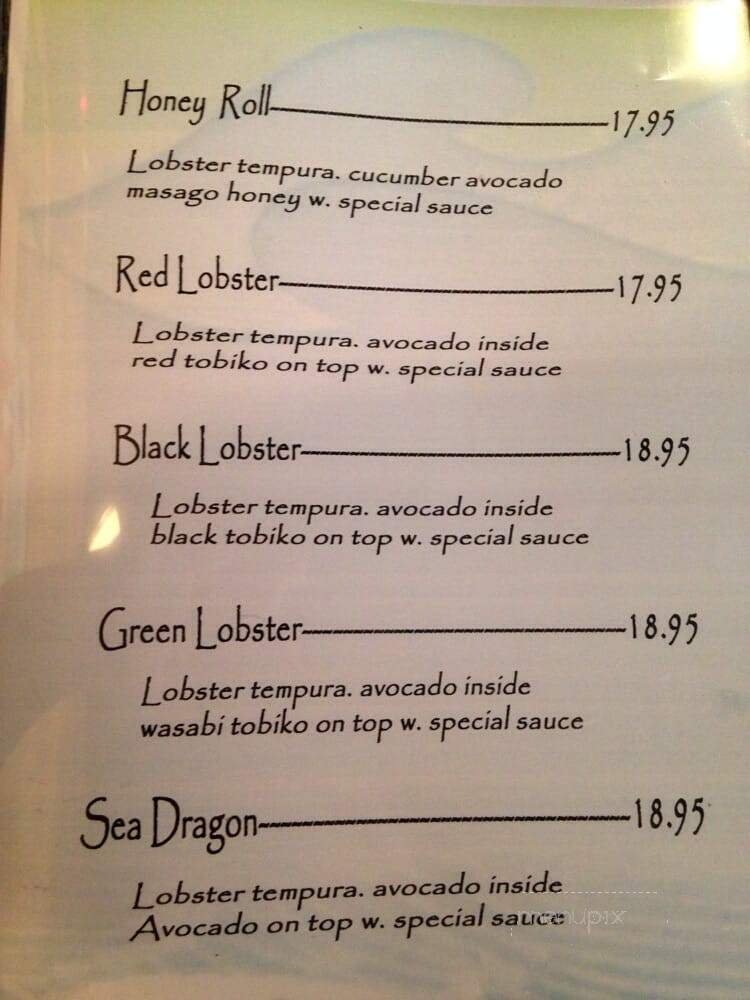 Honey Roll 17.95
Lobster tempura. cucumber avocado
masago honey w. special sauce
Red Lobster 17.95
Lobster tempura. avocado inside
red tobiko on top w. special sauce
Black Lobster 18.95
Lobster tempura. avocado inside
black tobiko on top w. special sauce
Green Lobster 18.95
Lobster tempura. avocado inside
wasabi tobiko on top w. special sauce
Sea Dragon 18.95
Lobster tempura. avocado inside
Avocado on top w. special sauce
menupix